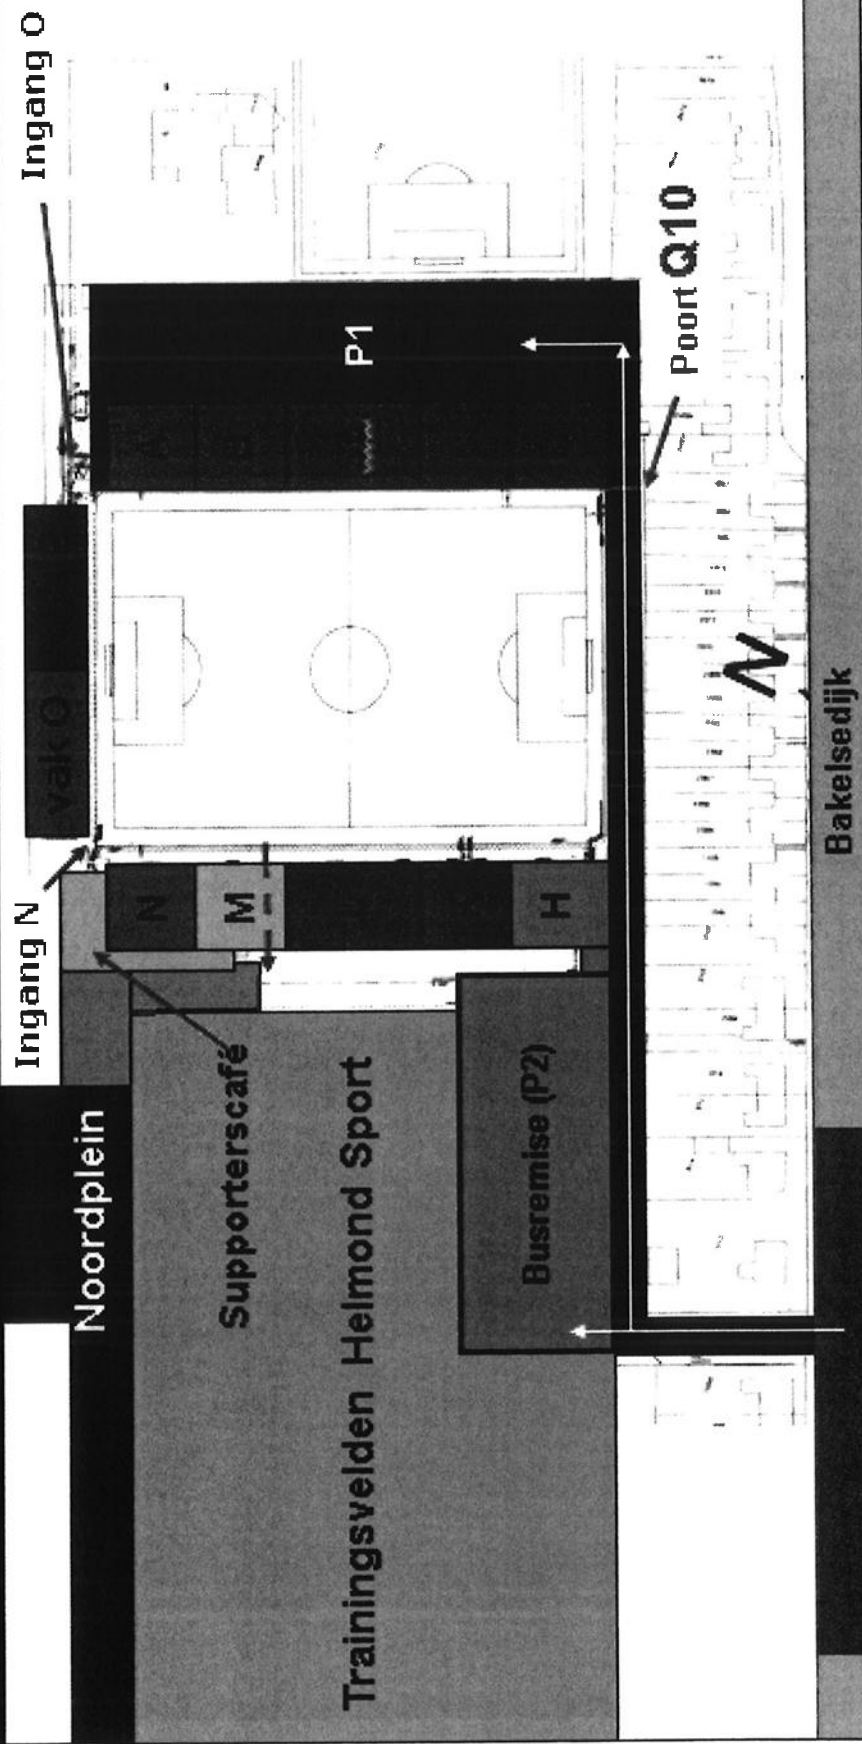 Ingang N
Ingang O
vak O
Noordplein
N
M
H
P1
Supporterscafé
Trainingsvelden Helmond Sport
Busremise (P2)
Poort Q10
N
Bakelsedijk